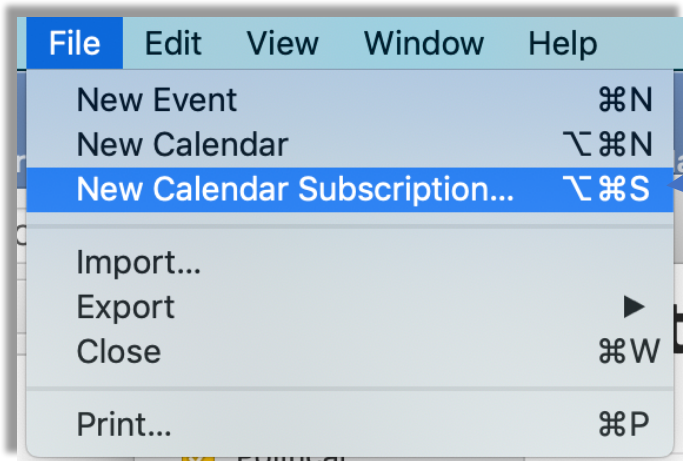 File Edit View Window Help
New Event ⌘N
New Calendar ⌥⌘N
New Calendar Subscription... ⌥⌘S
Import...
Export ▶
Close ⌘W
Print... ⌘P